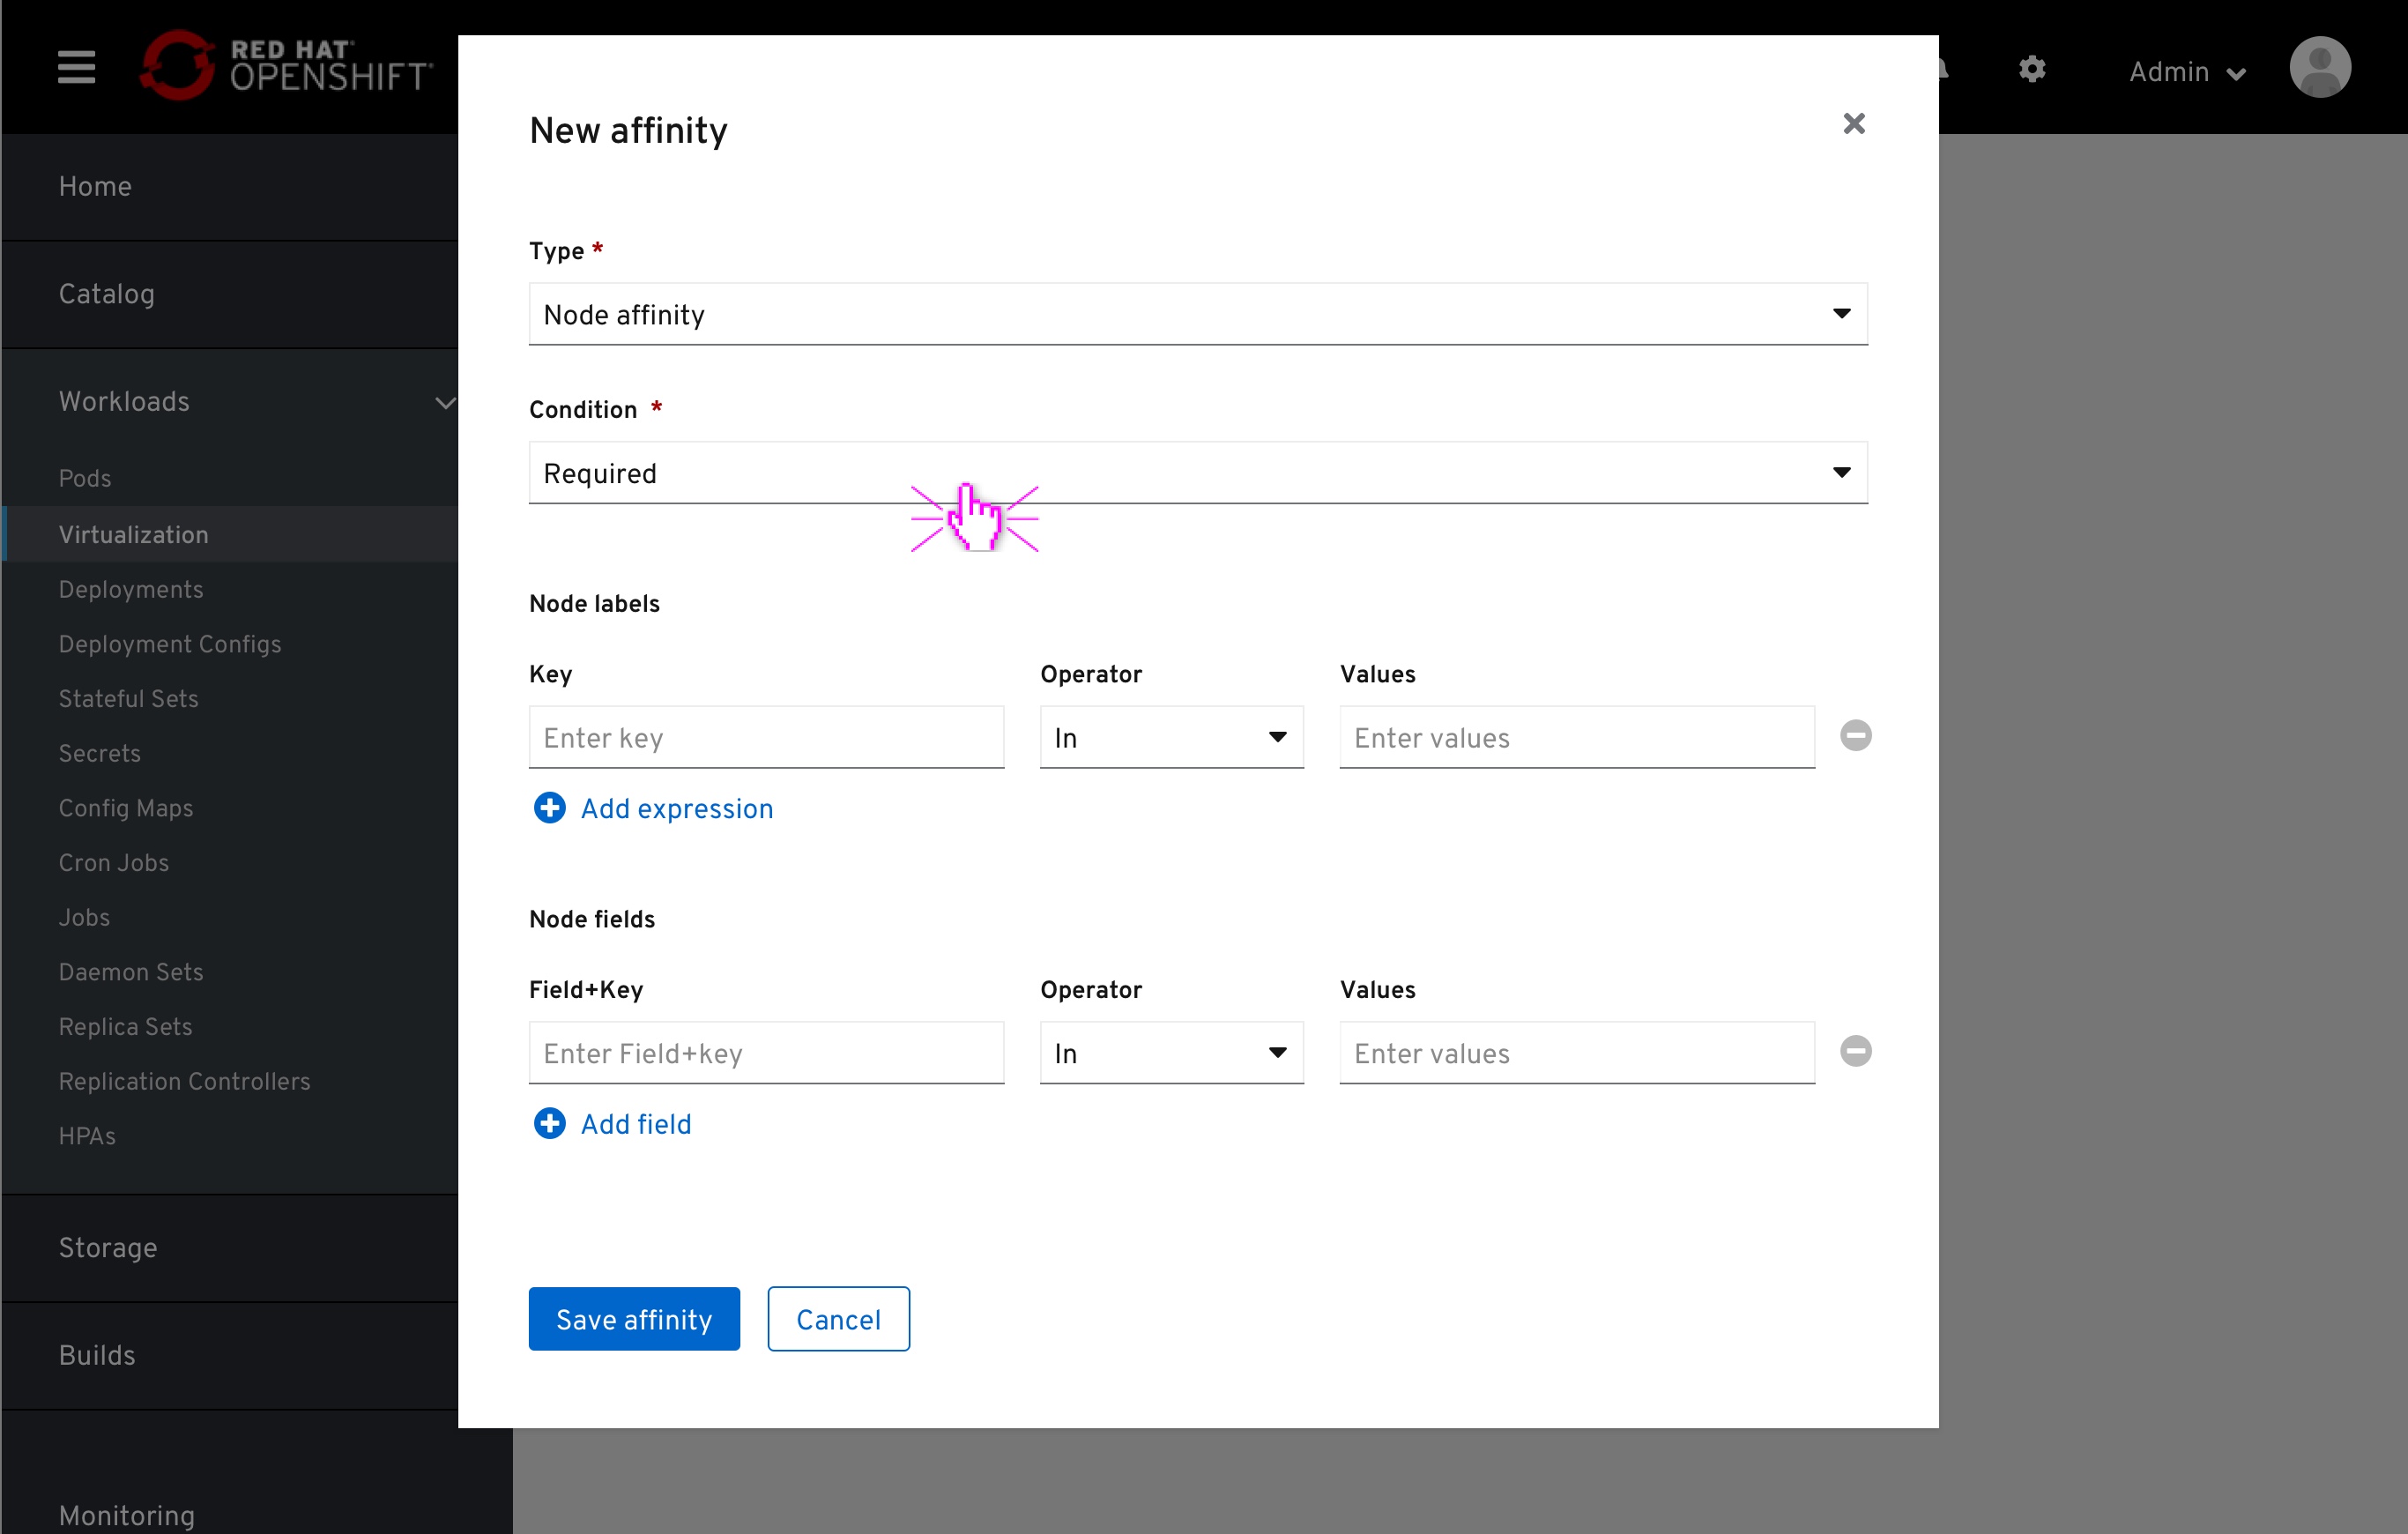 RED HAT
OPENSHIFT
Admin
Home
Catalog
Workloads
Pods
Virtualization
Deployments
Deployment Configs
Stateful Sets
Secrets
Config Maps
Cron Jobs
Jobs
Daemon Sets
Replica Sets
Replication Controllers
HPAs
Storage
Builds
Monitoring
New affinity
Type *
Node affinity
Condition *
Required
Node labels
Key Operator Values
Enter key In Enter values
Add expression
Node fields
Field+Key Operator Values
Enter Field+key In Enter values
Add field
Save affinity Cancel